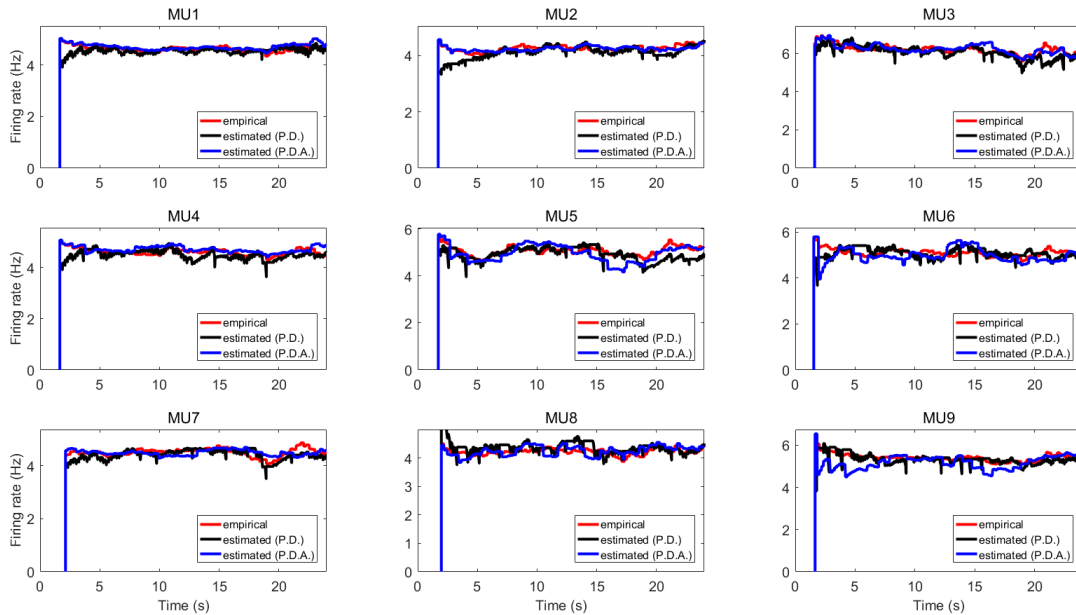 MU1 MU2 MU3
Firing rate (Hz)
4 2 0
empirical
estimated (P.D.)
estimated (P.D.A.)
0 5 10 15 20
4 2 0
empirical
estimated (P.D.)
estimated (P.D.A.)
0 5 10 15 20
6 4 2 0
empirical
estimated (P.D.)
estimated (P.D.A.)
0 5 10 15 20
MU4 MU5 MU6
Firing rate (Hz)
4 2 0
empirical
estimated (P.D.)
estimated (P.D.A.)
0 5 10 15 20
6 4 2 0
empirical
estimated (P.D.)
estimated (P.D.A.)
0 5 10 15 20
6 4 2 0
empirical
estimated (P.D.)
estimated (P.D.A.)
0 5 10 15 20
MU7 MU8 MU9
Firing rate (Hz)
4 2 0
empirical
estimated (P.D.)
estimated (P.D.A.)
0 5 10 15 20
Time (s)
5 4 3 2 1 0
empirical
estimated (P.D.)
estimated (P.D.A.)
0 5 10 15 20
Time (s)
6 4 2 0
empirical
estimated (P.D.)
estimated (P.D.A.)
0 5 10 15 20
Time (s)